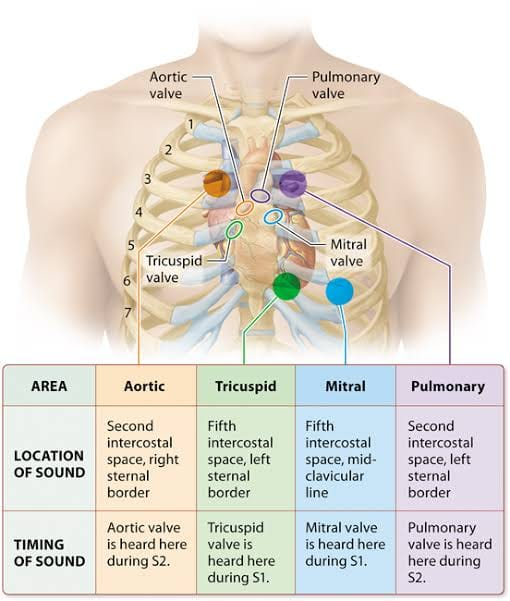 Aortic
valve
Pulmonary
valve
1
2
3
4
5
6
7
Tricuspid
valve
Mitral
valve
AREA
Aortic
Tricuspid
Mitral
Pulmonary
LOCATION
OF SOUND
Second
intercostal
space, right
sternal
border
Fifth
intercostal
space, left
sternal
border
Fifth
intercostal
space, mid-
clavicular
line
Second
intercostal
space, left
sternal
border
TIMING
OF SOUND
Aortic valve
is heard here
during S2.
Tricuspid
valve is
heard here
during S1.
Mitral valve
is heard here
during S1.
Pulmonary
valve is heard
here during
S2.